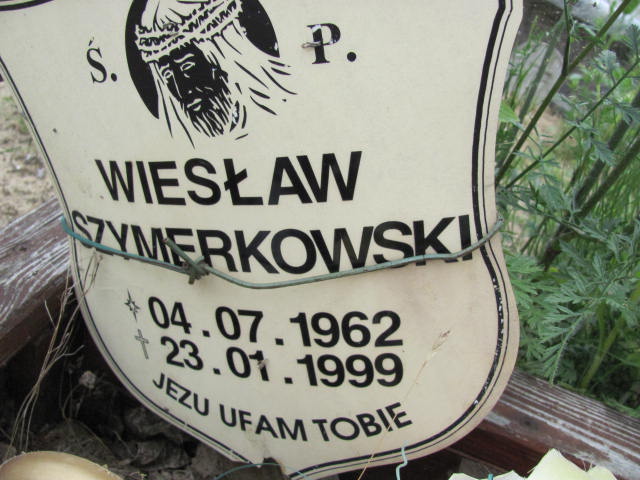 Ś. P.
WIESŁAW
SZYMERKOWSKI
04.07.1962
23.01.1999
JEZU UFAM TOBIE